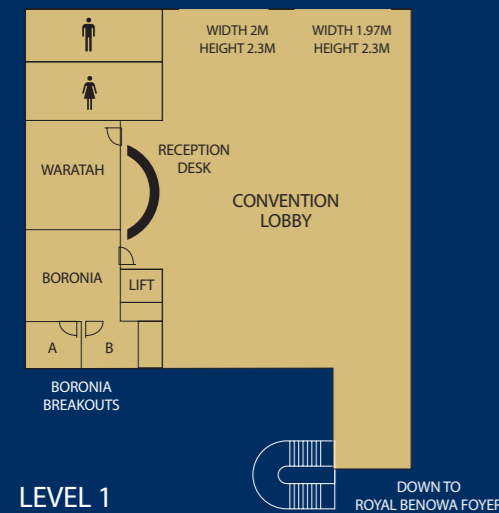 WIDTH 2M
HEIGHT 2.3M
WIDTH 1.97M
HEIGHT 2.3M
RECEPTION
DESK
WARATAH
CONVENTION
LOBBY
BORONIA
LIFT
A
B
BORONIA
BREAKOUTS
LEVEL 1
DOWN TO
ROYAL BENOWA FOYER